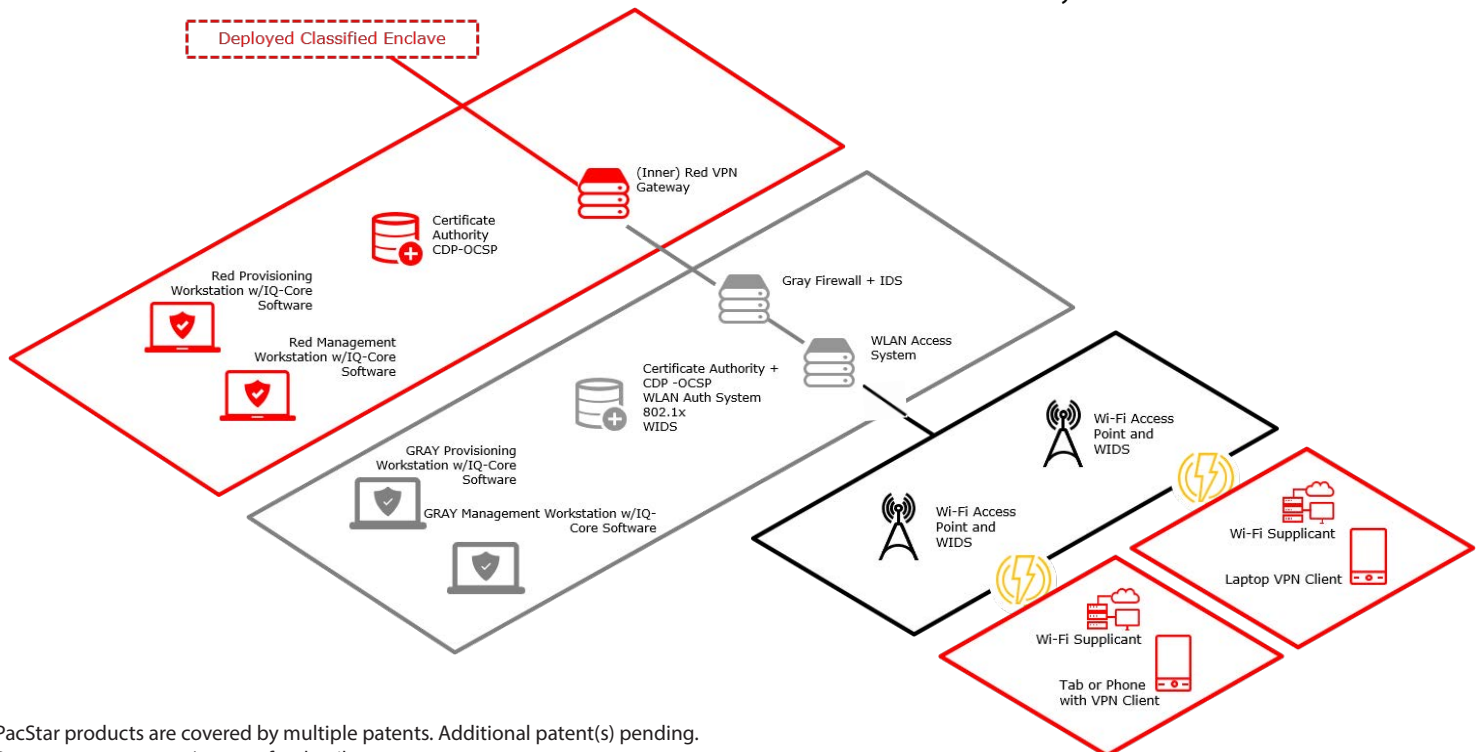 Deployed Classified Enclave
(Inner) Red VPN
Gateway
Certificate
Authority
CDP-OCSP
Red Provisioning
Workstation w/IQ-Core
Software
Red Management
Workstation w/IQ-Core
Software
Gray Firewall + IDS
WLAN Access
System
Certificate Authority +
CDP -OCSP
WLAN Auth System
802.1x
WIDS
GRAY Provisioning
Workstation w/IQ-Core
Software
GRAY Management Workstation w/IQ-
Core Software
Wi-Fi Access
Point and
WIDS
Wi-Fi Access
Point and
WIDS
Wi-Fi Supplicant
Laptop VPN Client
Wi-Fi Supplicant
Tab or Phone
with VPN Client
PacStar products are covered by multiple patents. Additional patent(s) pending.